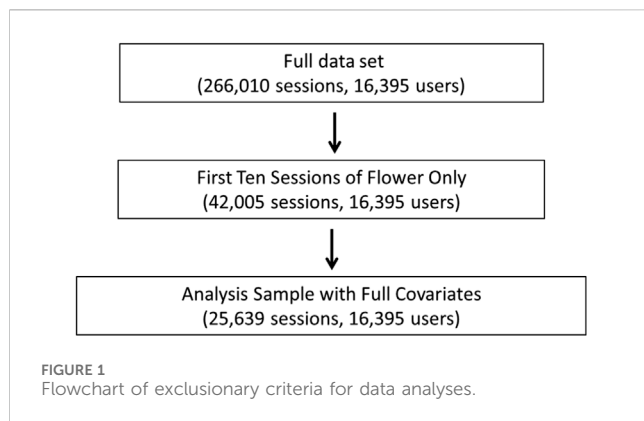 Full data set
(266,010 sessions, 16,395 users)
First Ten Sessions of Flower Only
(42,005 sessions, 16,395 users)
Analysis Sample with Full Covariates
(25,639 sessions, 16,395 users)
FIGURE 1
Flowchart of exclusionary criteria for data analyses.